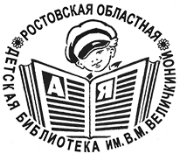 РОСТОВСКАЯ ОБЛАСТНАЯ
ДЕТСКАЯ БИБЛИОТЕКА ИМ. В.М. ВЕЛИЧКИНОЙ
А Я